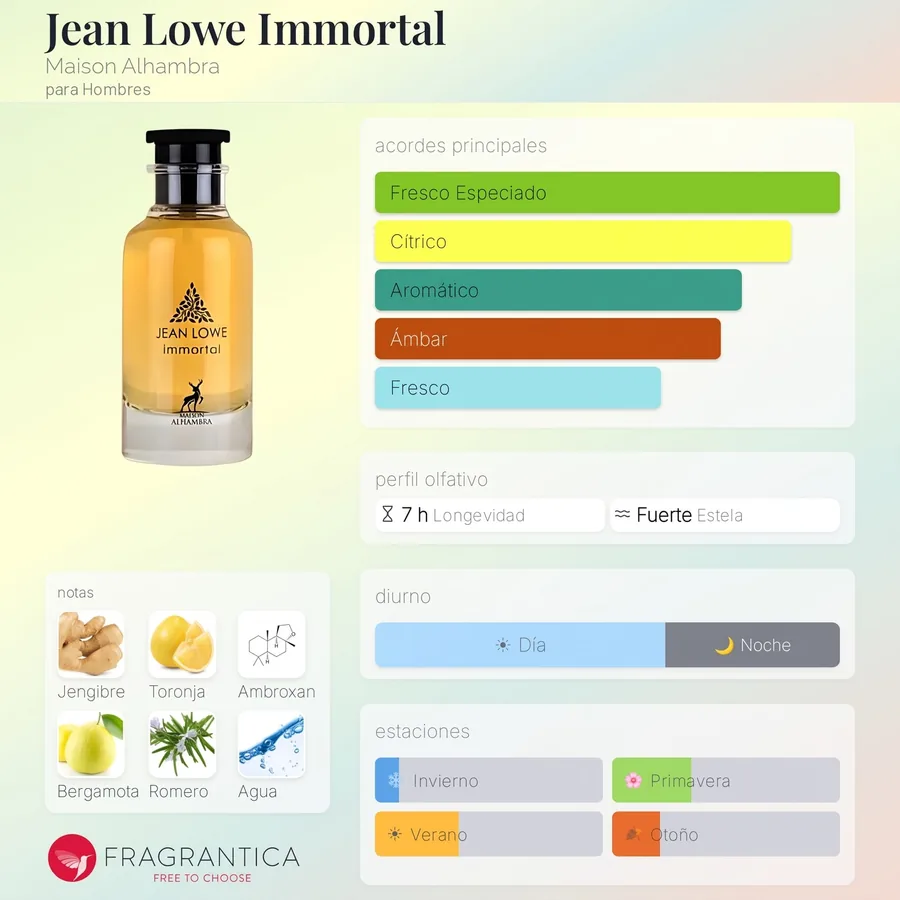 Jean Lowe Immortal
Maison Alhambra
para Hombres
JEAN LOWE
immortal
MAISON
ALHAMBRA
acordes principales
Fresco Especiado
Cítrico
Aromático
Ámbar
Fresco
perfil olfativo
7 h Longevidad
Fuerte Estela
notas
Jengibre Toronja Ambroxan
Bergamota Romero Agua
diurno
Día Noche
estaciones
Invierno Primavera
Verano Otoño
FRAGRANTICA
FREE TO CHOOSE